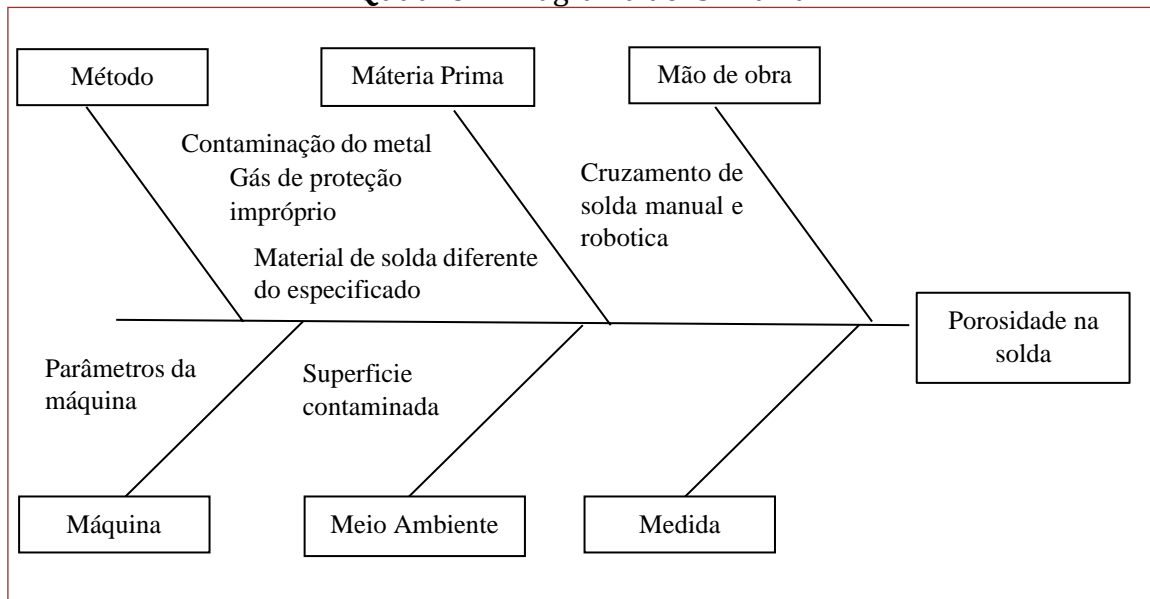 Método
Máteria Prima
Mão de obra
Contaminação do metal
Gás de proteção
impróprio
Cruzamento de
solda manual e
robotica
Material de solda diferente
do especificado
Porosidade na
solda
Parâmetros da
máquina
Superficie
contaminada
Máquina
Meio Ambiente
Medida